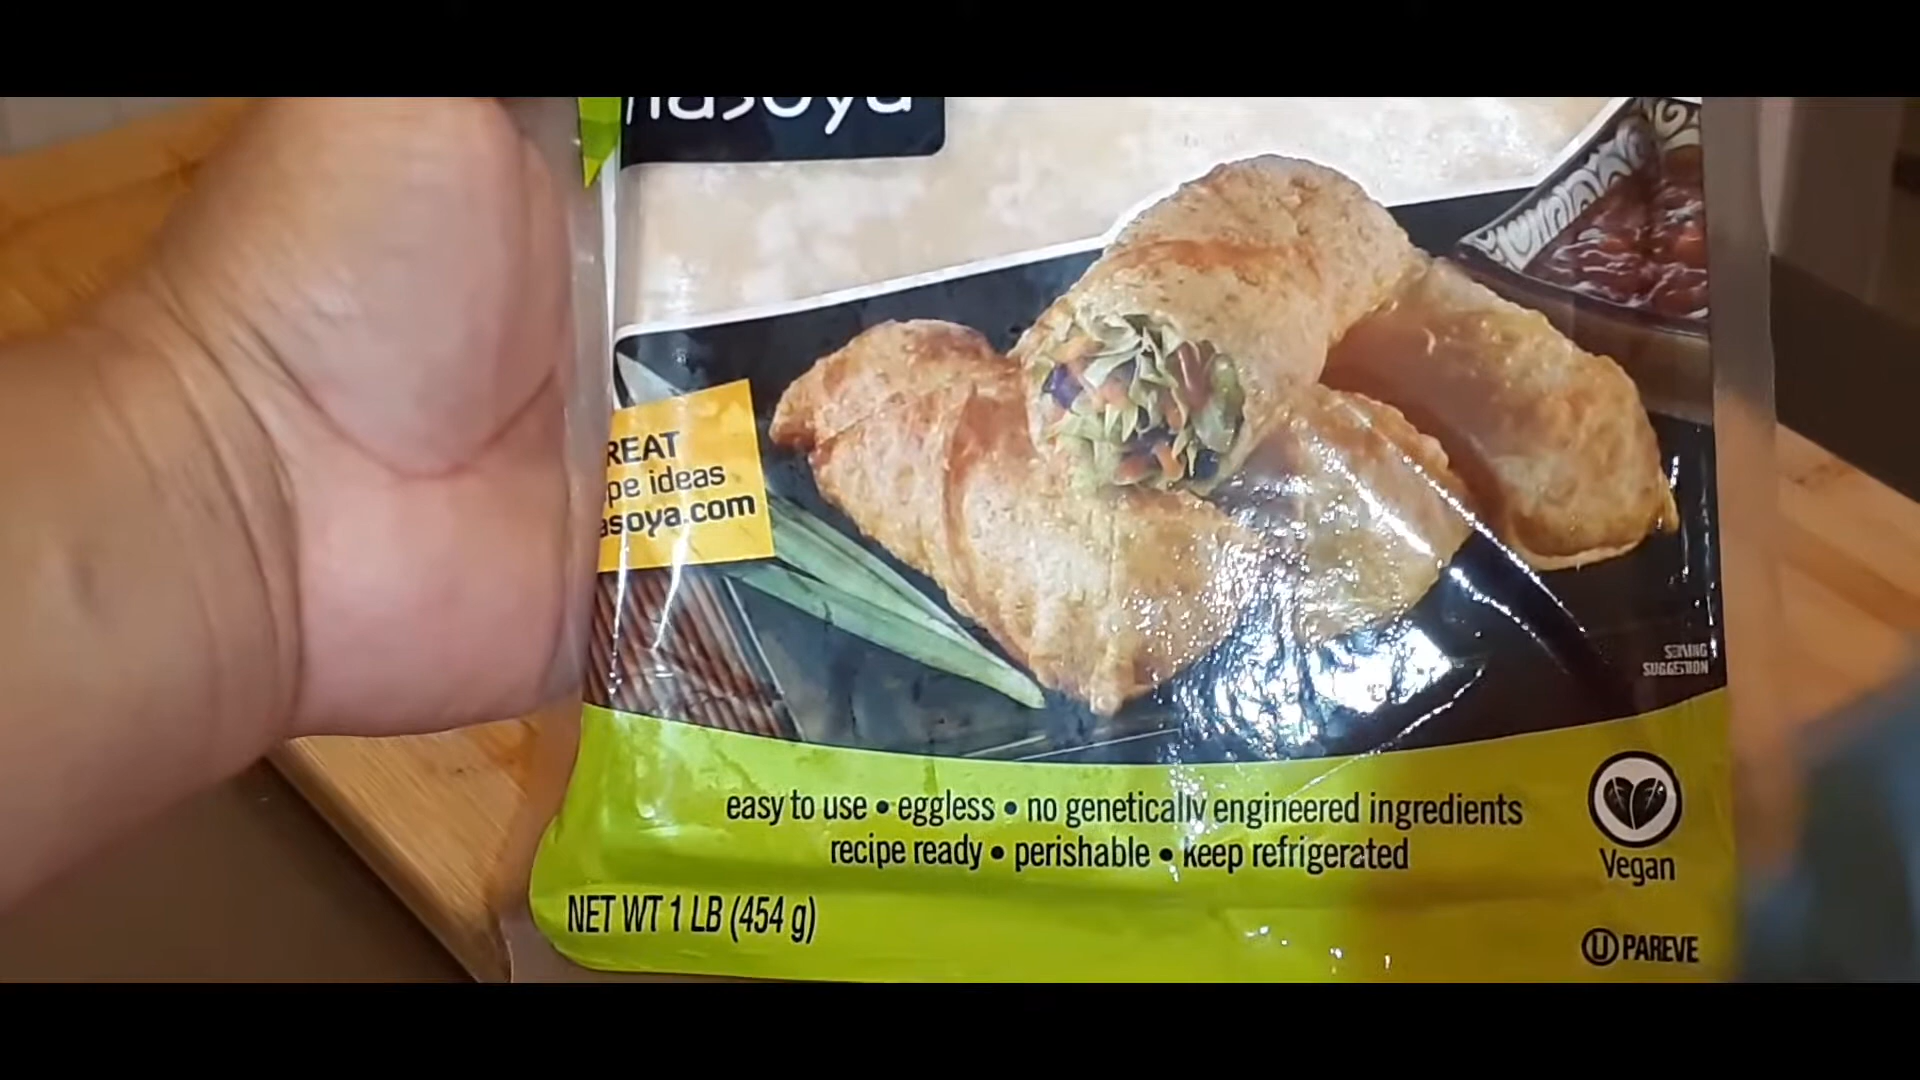 nasoya
REAT
pe ideas
asoya.com
SERVING
SUGGESTION
easy to use • eggless • no genetically engineered ingredients
recipe ready • perishable • keep refrigerated
Vegan
NET WT 1 LB (454 g)
U PAREVE